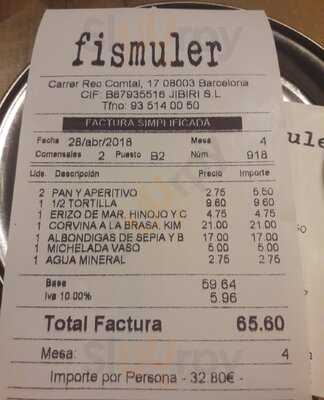 fismuler
Carrer Rec Comtal, 17 08003 Barcelona
CIF B67935516 JIBIRI S.L
Tfno: 93 514 00 50
FACTURA SIMPLIFICADA
Fecha 28/abr/2018 Mesa 4
Comensales 2 Puesto B2 Núm. 918
Uds. Descripción Precio Importe
2 PAN Y APERITIVO 2.75 5.50
1 1/2 TORTILLA 9.60 9.60
1 ERIZO DE MAR, HINOJO Y C 4.75 4.75
1 CORVINA A LA BRASA, KIM 21.00 21.00
1 ALBONDIGAS DE SEPIA Y B 17.00 17.00
1 MICHELADA VASO 5.00 5.00
1 AGUA MINERAL 2.75 2.75
Base 59.64
Iva 10.00% 5.96
Total Factura 65.60
Mesa: 4
Importe por Persona - 32.80€ -